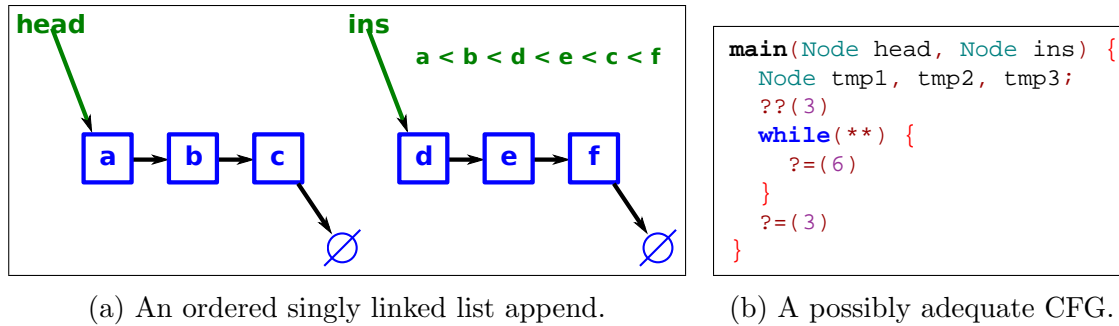 head
ins
a < b < d < e < c < f
a b c d e f
∅ ∅
(a) An ordered singly linked list append.
main(Node head, Node ins) {
Node tmp1, tmp2, tmp3;
??(3)
while(**) {
?=(6)
}
?=(3)
}
(b) A possibly adequate CFG.